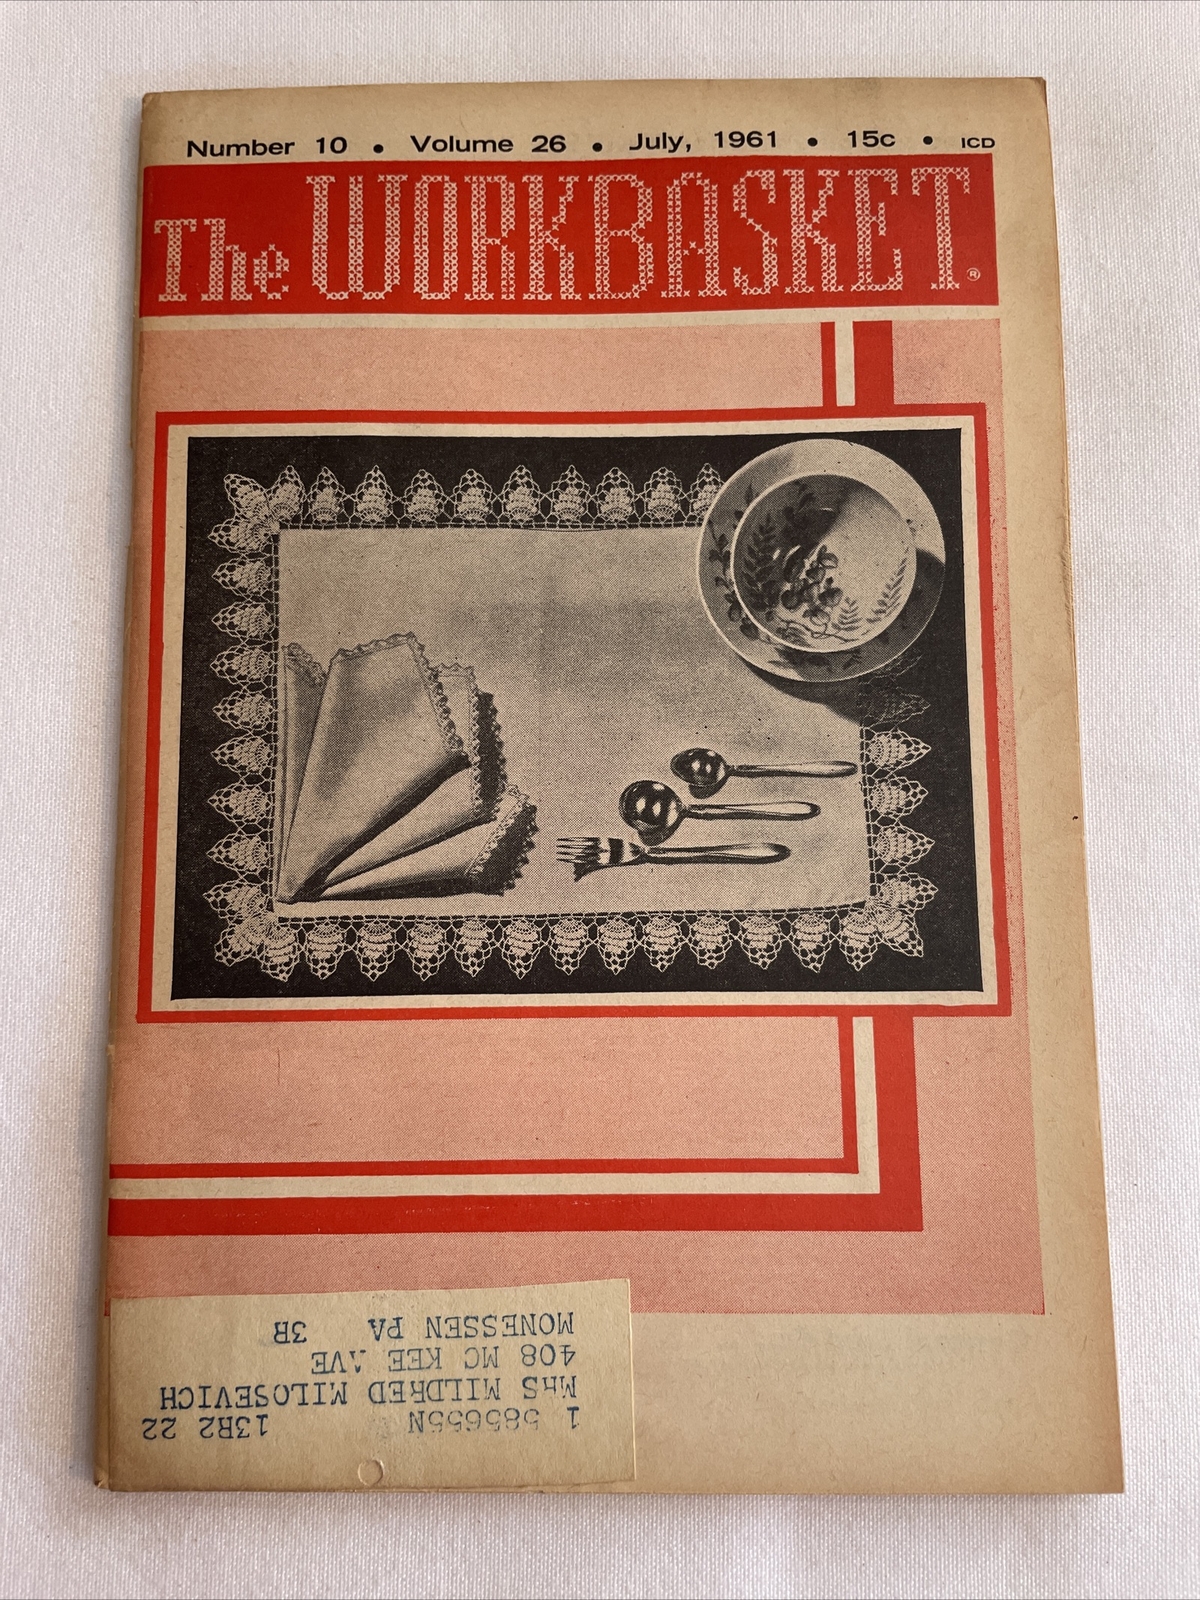 Number 10 • Volume 26 • July, 1961 • 15c • ICD
The WORKBASKET®
1 585655N 13R2 22
MRS MILDRED MILOSEVICH
408 MC KEE AVE
MONESSEN PA 3B